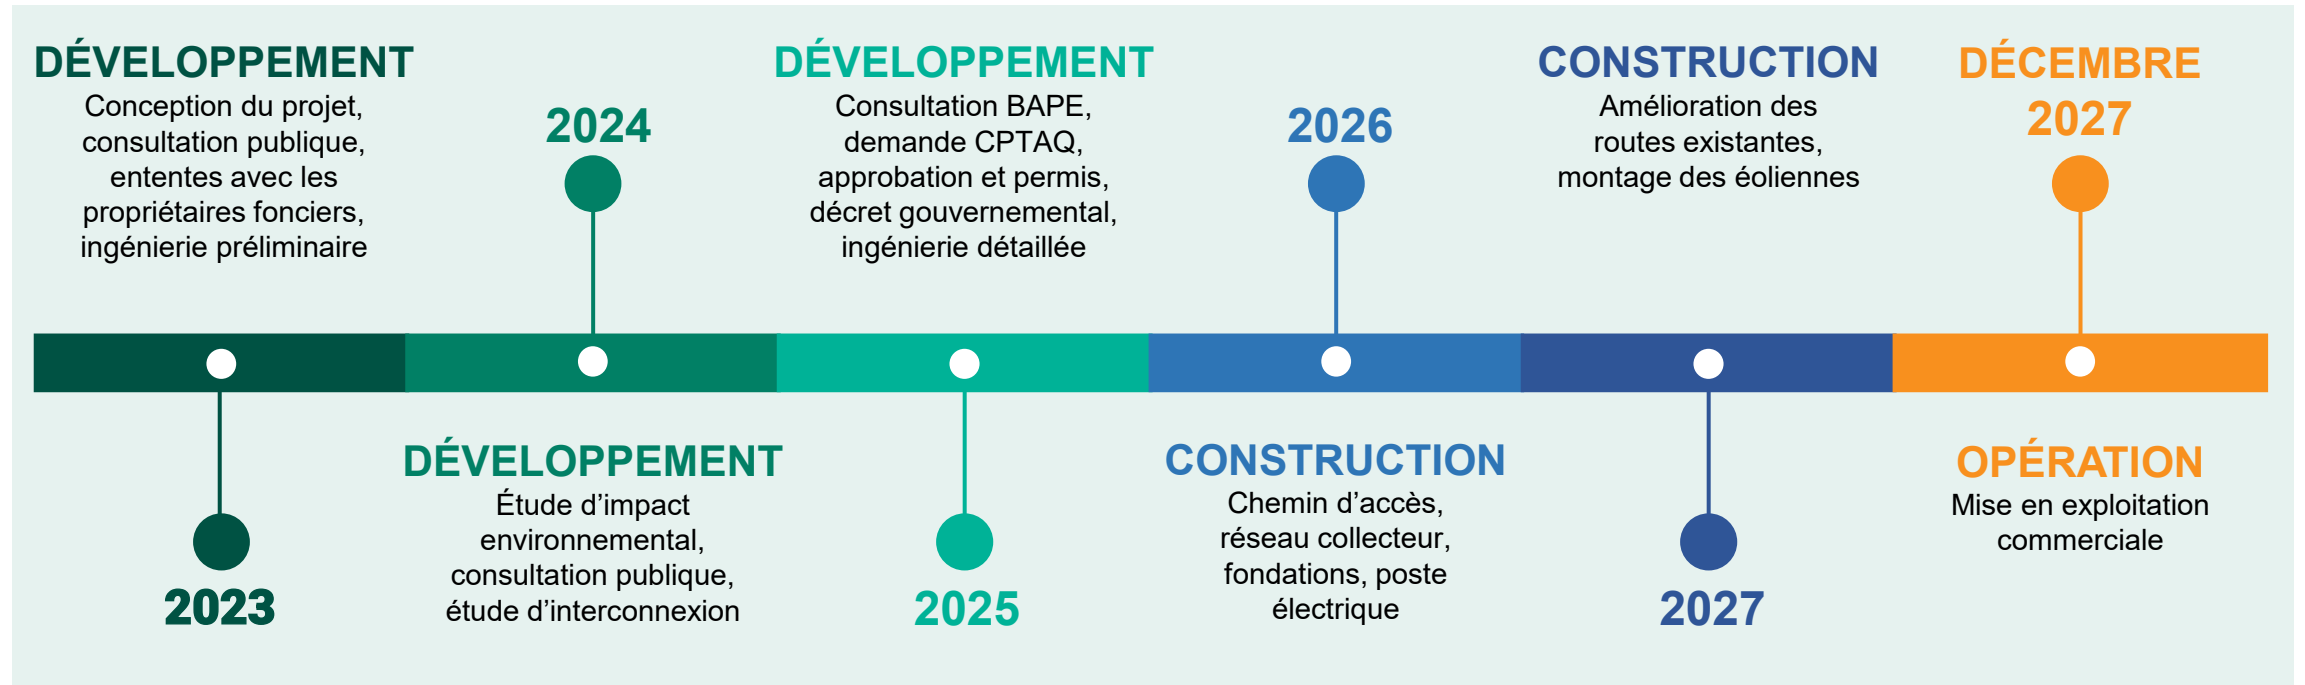 DÉVELOPPEMENT
Conception du projet,
consultation publique,
ententes avec les
propriétaires fonciers,
ingénierie préliminaire
2023
2024
DÉVELOPPEMENT
Étude d’impact
environnemental,
consultation publique,
étude d’interconnexion
DÉVELOPPEMENT
Consultation BAPE,
demande CPTAQ,
approbation et permis,
décret gouvernemental,
ingénierie détaillée
2025
2026
CONSTRUCTION
Chemin d’accès,
réseau collecteur,
fondations, poste
électrique
CONSTRUCTION
Amélioration des
routes existantes,
montage des éoliennes
2027
DÉCEMBRE
2027
OPÉRATION
Mise en exploitation
commerciale